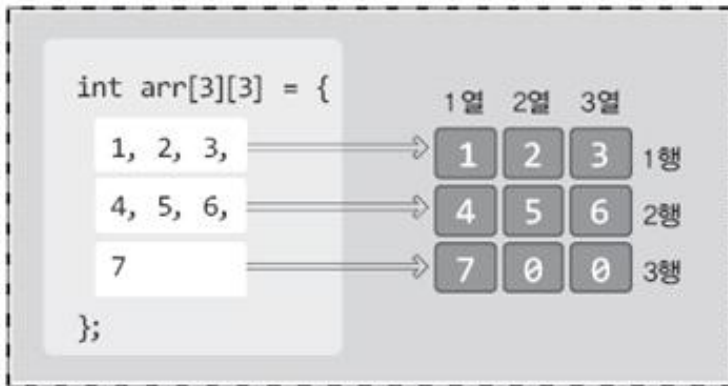 int arr[3][3] = {
1, 2, 3,
4, 5, 6,
7
};
1열 2열 3열
1 2 3 1행
4 5 6 2행
7 0 0 3행